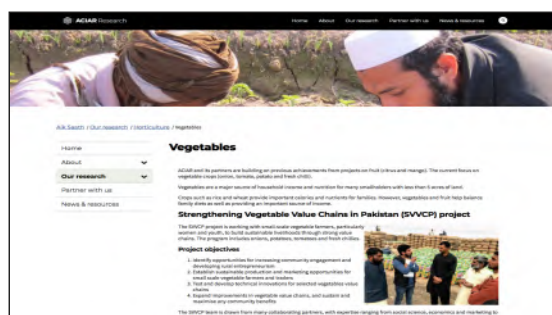 ACIAR Research
Home About Our research Partner with us News & resources
Aik Saath / Our research / Horticulture / Vegetables
Home
About
Our research
Partner with us
News & resources
Vegetables
ACIAR and its partners are building on previous achievements from projects on fruit (citrus and mango). The current focus on
vegetable crops (onion, tomato, potato and fresh chilli).
Vegetables are a major source of household income and nutrition for many smallholders with less than 5 acres of land.
Crops such as rice and wheat provide important calories and nutrients for families. However, vegetables and fruit help balance
family diets as well as providing an important source of income.
Strengthening Vegetable Value Chains in Pakistan (SVVCP) project
The SVVCP project is working with small-scale vegetable farmers, particularly
women and youth, to build sustainable livelihoods through strong value
chains. The program includes onions, potatoes, tomatoes and fresh chillies.
Project objectives
1. Identify opportunities for increasing community engagement and
developing rural entrepreneurism
2. Establish sustainable production and marketing opportunities for
small scale vegetable farmers and traders
3. Test and develop technical innovations for selected vegetables value
chains
4. Expand improvements in vegetable value chains, and sustain and
maximise any community benefits
The SVVCP team is drawn from many collaborating partners, with expertise ranging from social science, economics and marketing to